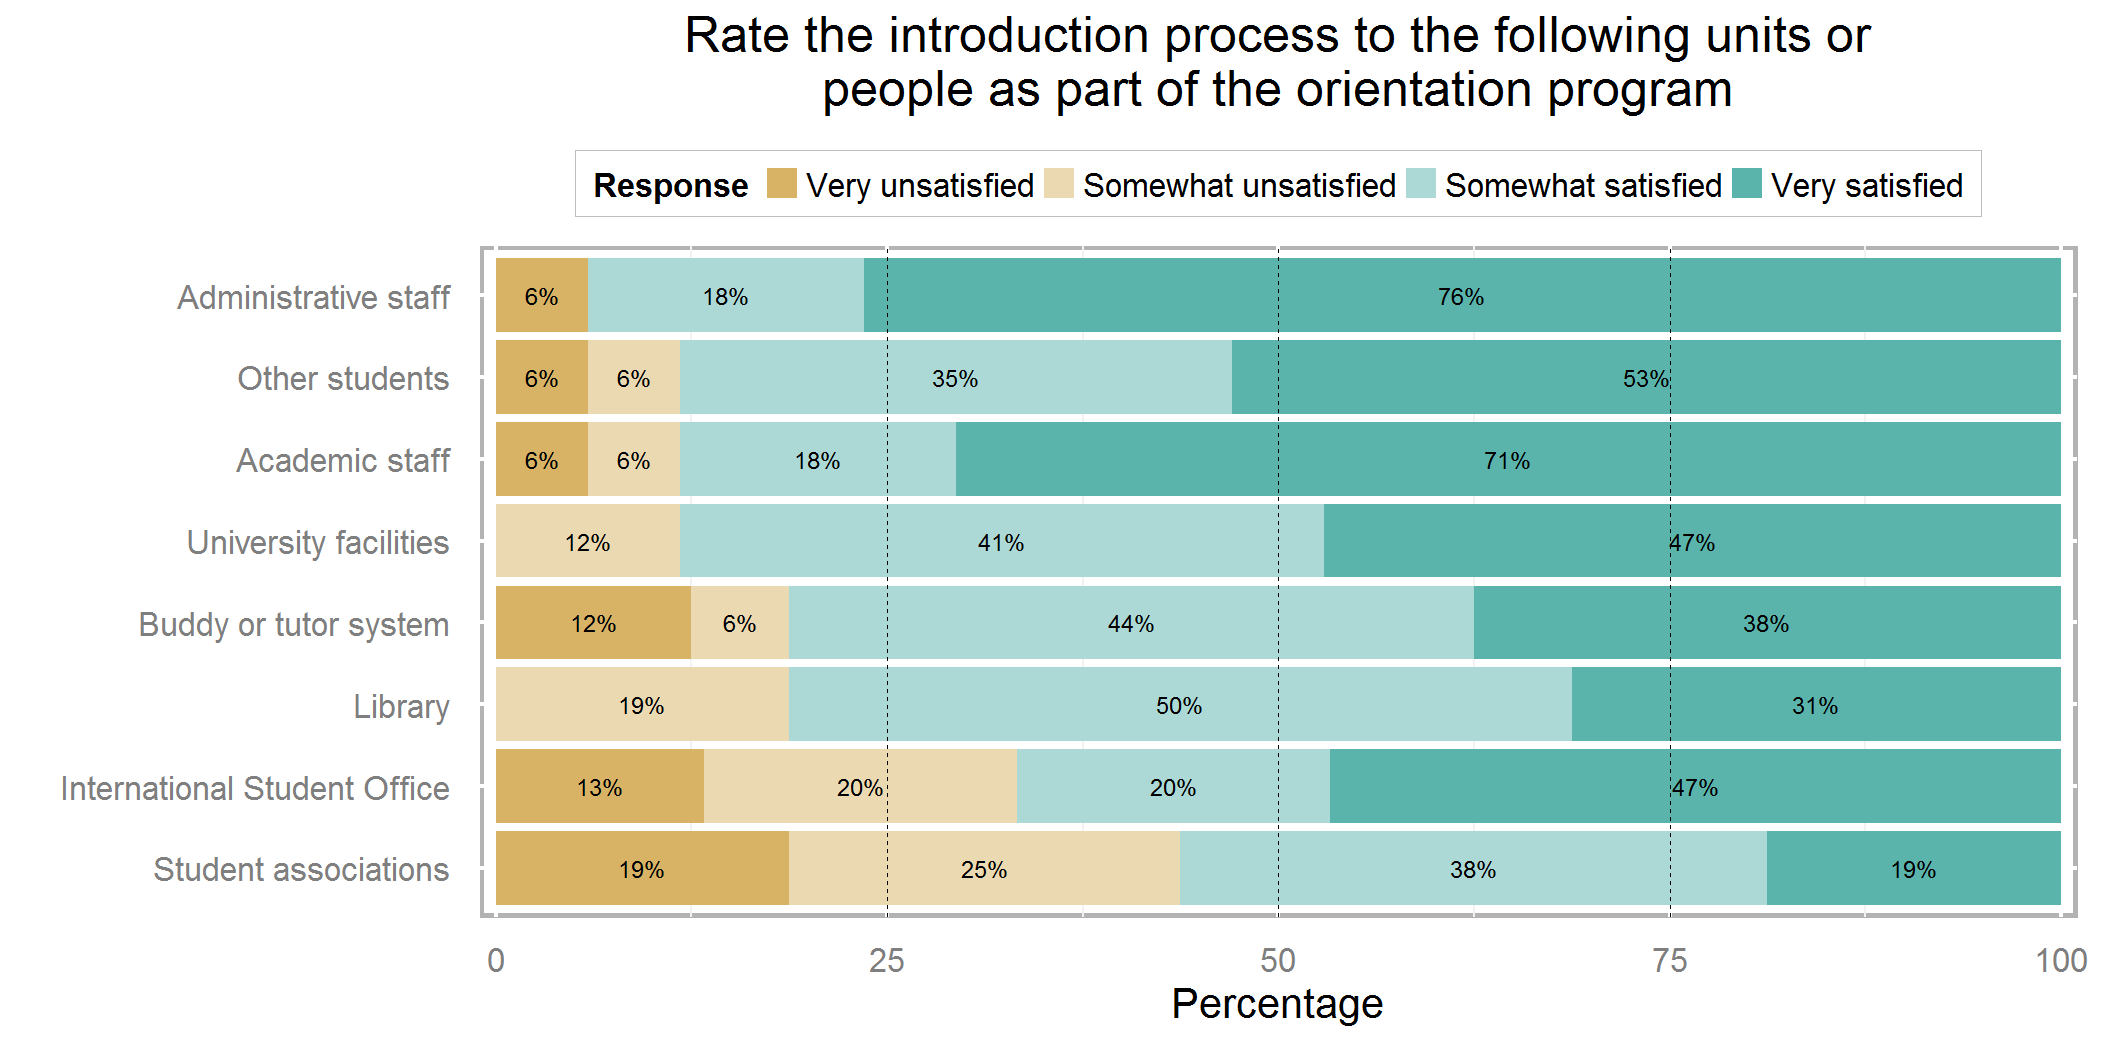 Rate the introduction process to the following units or
people as part of the orientation program
Response Very unsatisfied Somewhat unsatisfied Somewhat satisfied Very satisfied
Administrative staff 6% 18% 76%
Other students 6% 6% 35% 53%
Academic staff 6% 6% 18% 71%
University facilities 12% 41% 47%
Buddy or tutor system 12% 6% 44% 38%
Library 19% 50% 31%
International Student Office 13% 20% 20% 47%
Student associations 19% 25% 38% 19%
0 25 50 75 100
Percentage